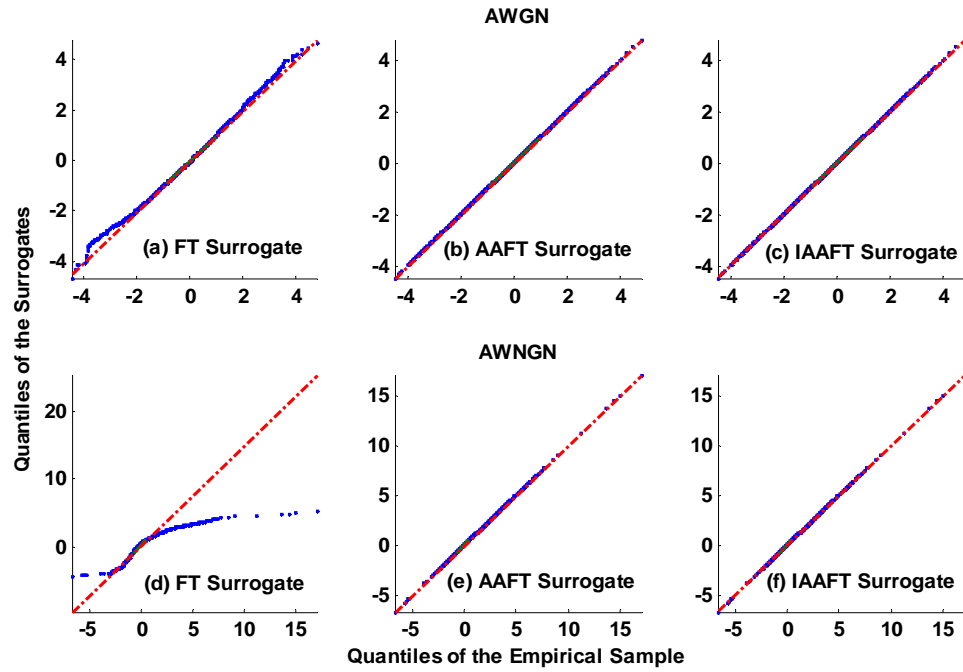 AWGN
Quantiles of the Surrogates
4
2
0
-2
-4
(a) FT Surrogate
-4 -2 0 2 4
4
2
0
-2
-4
(b) AAFT Surrogate
-4 -2 0 2 4
4
2
0
-2
-4
(c) IAAFT Surrogate
-4 -2 0 2 4
AWNGN
20
10
0
(d) FT Surrogate
-5 0 5 10 15
15
10
5
0
-5
(e) AAFT Surrogate
-5 0 5 10 15
15
10
5
0
-5
(f) IAAFT Surrogate
-5 0 5 10 15
Quantiles of the Empirical Sample